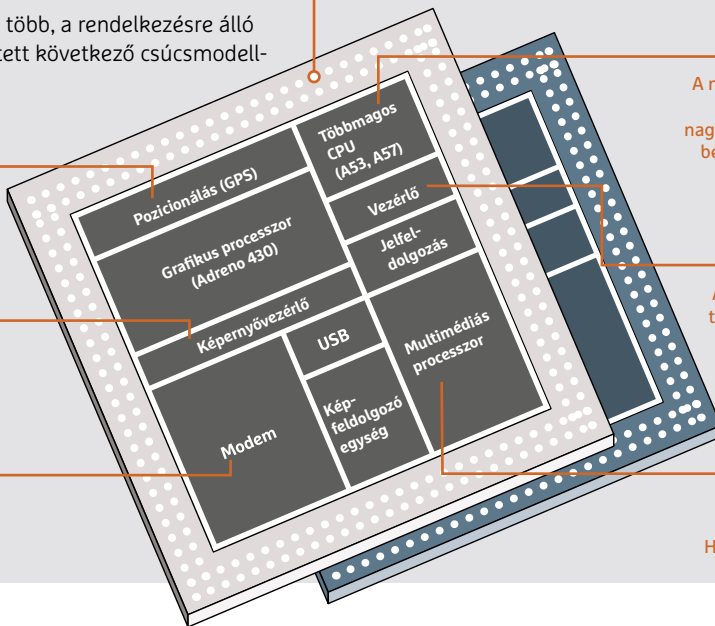 több, a rendelkezésre álló
tett következő csúcsmodell-
A
nag
be
Többmagos
CPU
(A53, A57)
Pozicionálás (GPS)
Vezérlő
Grafikus processzor
(Adreno 430)
Jelfel-
dolgozás
Képernyővezérlő
USB
Multimédiás
processzor
Kép-
feldolgozó
egység
Modem
t
H